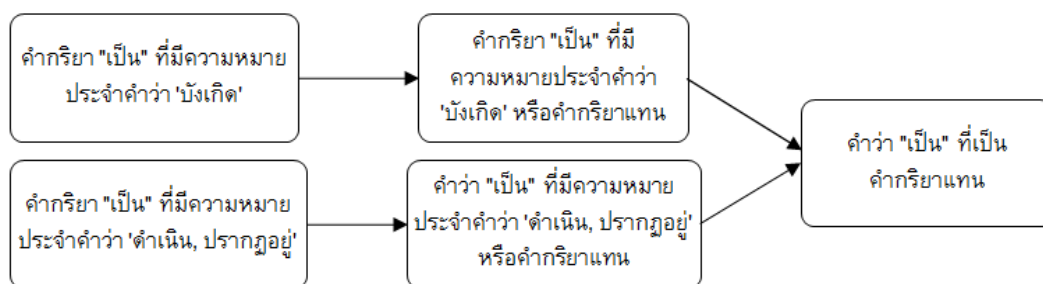 คำกริยา "เป็น" ที่มีความหมาย
ประจำคำว่า 'บังเกิด'
คำกริยา "เป็น" ที่มี
ความหมายประจำคำว่า
'บังเกิด' หรือคำกริยาแทน
คำกริยา "เป็น" ที่มีความหมาย
ประจำคำว่า 'ดำเนิน, ปรากฏอยู่'
คำว่า "เป็น" ที่มีความหมาย
ประจำคำว่า 'ดำเนิน, ปรากฏอยู่'
หรือคำกริยาแทน
คำว่า "เป็น" ที่เป็น
คำกริยาแทน